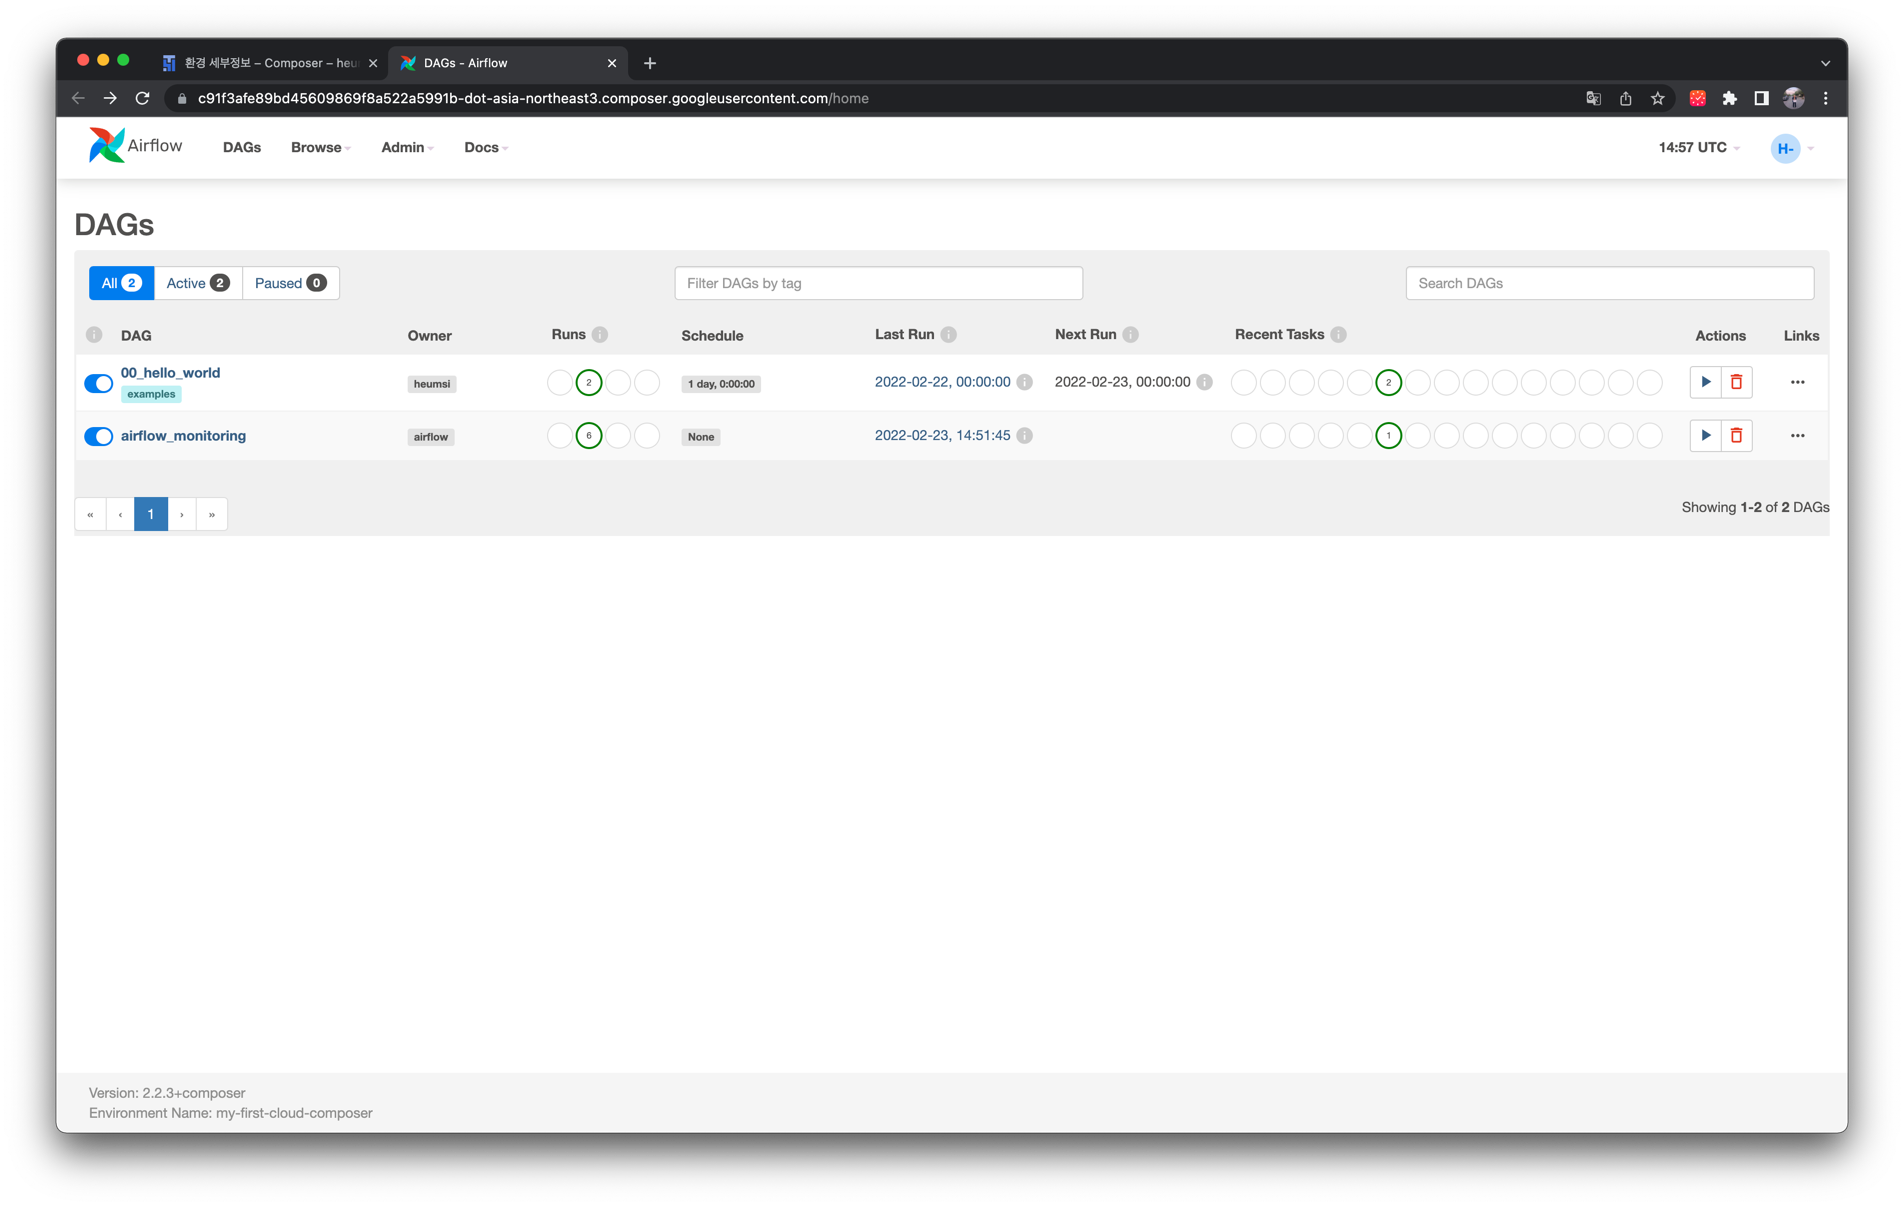 환경 세부정보 – Composer – heu
DAGs - Airflow
c91f3afe89bd45609869f8a522a5991b-dot-asia-northeast3.composer.googleusercontent.com/home
Airflow DAGs Browse Admin Docs 14:57 UTC H-
DAGs
All 2 Active 2 Paused 0 Filter DAGs by tag Search DAGs
DAG Owner Runs Schedule Last Run Next Run Recent Tasks Actions Links
00_hello_world heumsi 2 1 day, 0:00:00 2022-02-22, 00:00:00 2022-02-23, 00:00:00 2
examples
airflow_monitoring airflow 6 None 2022-02-23, 14:51:45 1
« ‹ 1 › » Showing 1-2 of 2 DAGs
Version: 2.2.3+composer
Environment Name: my-first-cloud-composer